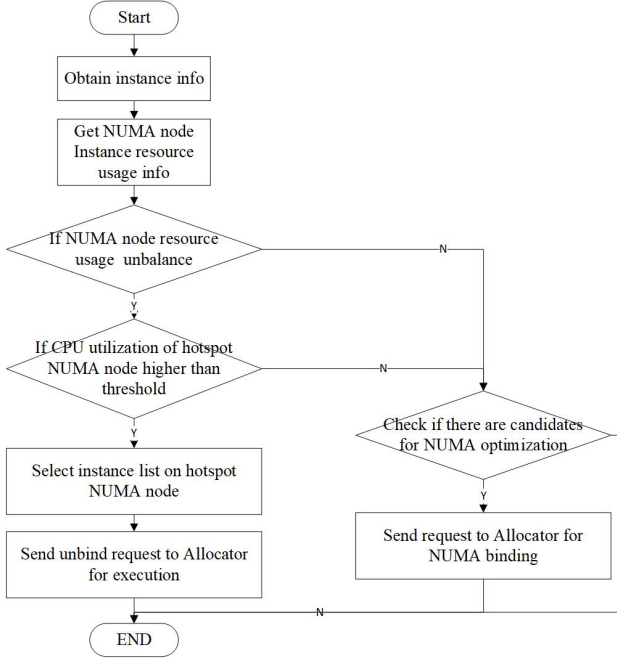 Start
Obtain instance info
Get NUMA node
Instance resource
usage info
If NUMA node resource
usage unbalance
N
Y
If CPU utilization of hotspot
NUMA node higher than
threshold
N
Y
Check if there are candidates
for NUMA optimization
Y
Select instance list on hotspot
NUMA node
Send unbind request to Allocator
for execution
Send request to Allocator for
NUMA binding
N
END